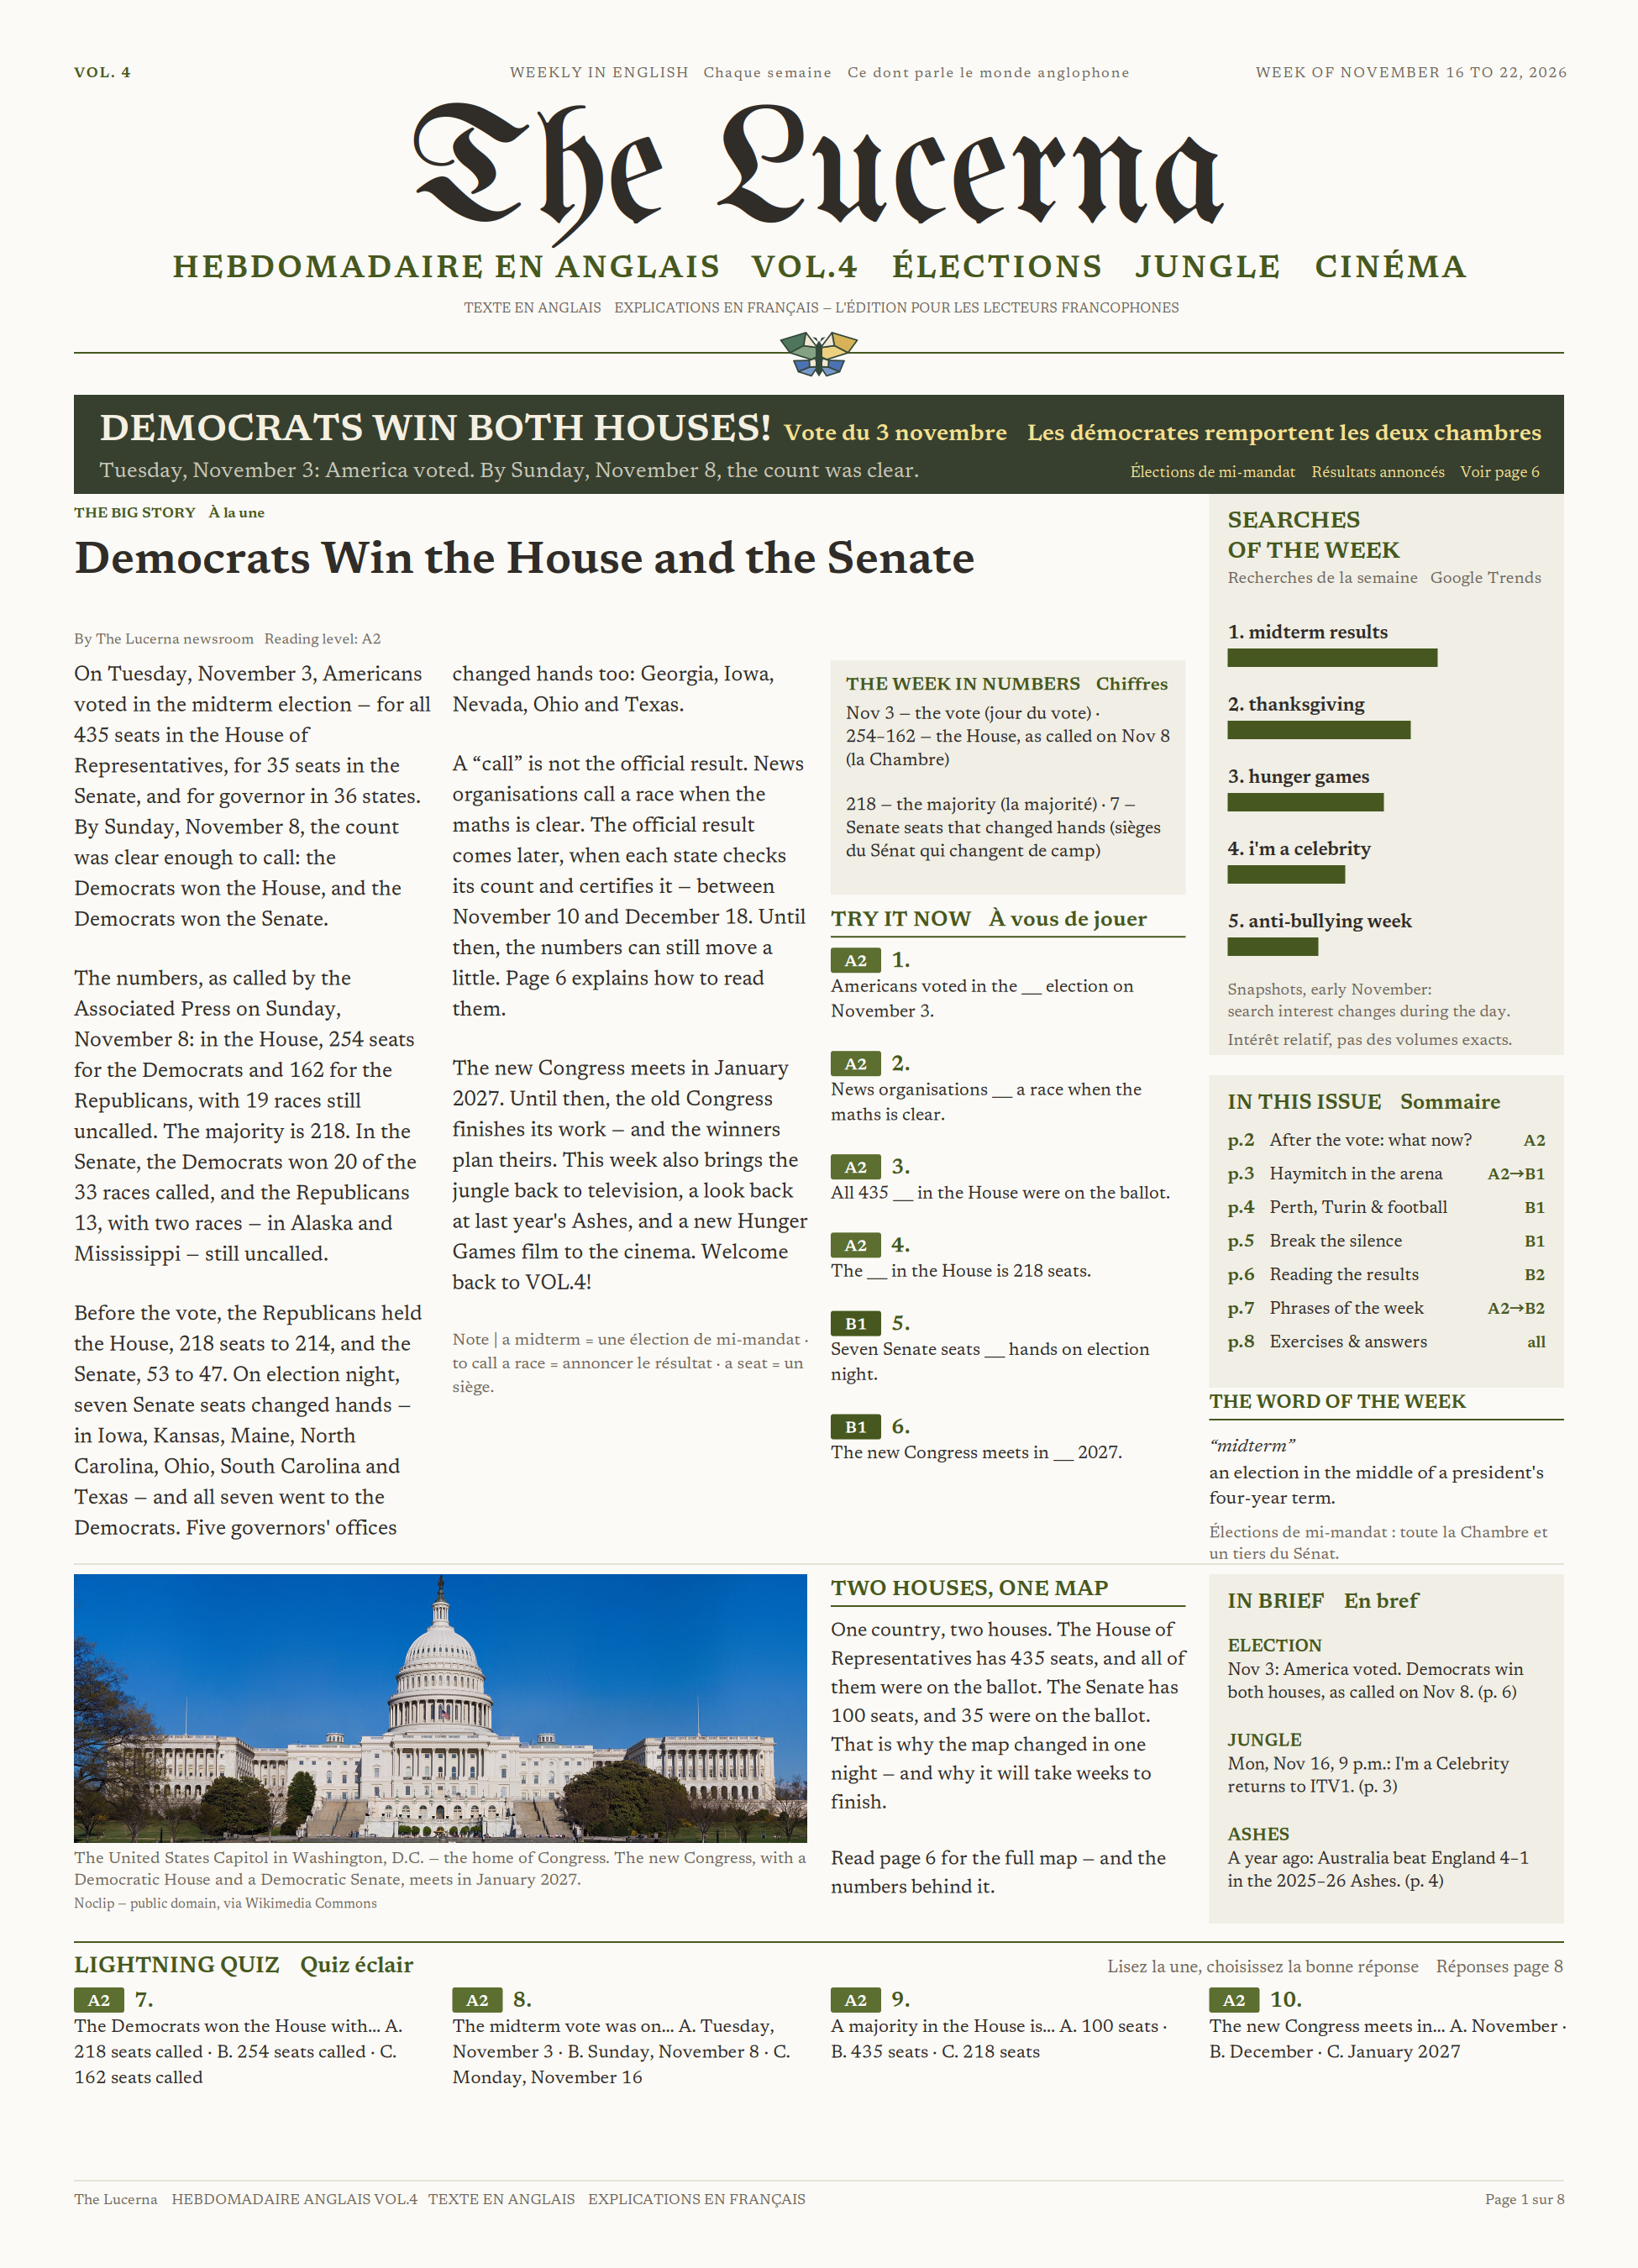 VOL. 4
WEEKLY IN ENGLISH Chaque semaine Ce dont parle le monde anglophone
WEEK OF NOVEMBER 16 TO 22, 2026
The Lucerna
HEBDOMADAIRE EN ANGLAIS VOL.4 ÉLECTIONS JUNGLE CINÉMA
TEXTE EN ANGLAIS EXPLICATIONS EN FRANÇAIS – L'ÉDITION POUR LES LECTEURS FRANCOPHONES
DEMOCRATS WIN BOTH HOUSES! Vote du 3 novembre Les démocrates remportent les deux chambres
Tuesday, November 3: America voted. By Sunday, November 8, the count was clear.
Élections de mi-mandat Résultats annoncés Voir page 6
THE BIG STORY À la une
Democrats Win the House and the Senate
By The Lucerna newsroom Reading level: A2
On Tuesday, November 3, Americans
voted in the midterm election – for all
435 seats in the House of
Representatives, for 35 seats in the
Senate, and for governor in 36 states.
By Sunday, November 8, the count
was clear enough to call: the
Democrats won the House, and the
Democrats won the Senate.
The numbers, as called by the
Associated Press on Sunday,
November 8: in the House, 254 seats
for the Democrats and 162 for the
Republicans, with 19 races still
uncalled. The majority is 218. In the
Senate, the Democrats won 20 of the
33 races called, and the Republicans
13, with two races – in Alaska and
Mississippi – still uncalled.
Before the vote, the Republicans held
the House, 218 seats to 214, and the
Senate, 53 to 47. On election night,
seven Senate seats changed hands –
in Iowa, Kansas, Maine, North
Carolina, Ohio, South Carolina and
Texas – and all seven went to the
Democrats. Five governors' offices
changed hands too: Georgia, Iowa,
Nevada, Ohio and Texas.
A “call” is not the official result. News
organisations call a race when the
maths is clear. The official result
comes later, when each state checks
its count and certifies it – between
November 10 and December 18. Until
then, the numbers can still move a
little. Page 6 explains how to read
them.
The new Congress meets in January
2027. Until then, the old Congress
finishes its work – and the winners
plan theirs. This week also brings the
jungle back to television, a look back
at last year's Ashes, and a new Hunger
Games film to the cinema. Welcome
back to VOL.4!
Note | a midterm = une élection de mi-mandat ·
to call a race = annoncer le résultat · a seat = un
siège.
THE WEEK IN NUMBERS Chiffres
Nov 3 – the vote (jour du vote) ·
254–162 – the House, as called on Nov 8
(la Chambre)
218 – the majority (la majorité) · 7 –
Senate seats that changed hands (sièges
du Sénat qui changent de camp)
TRY IT NOW À vous de jouer
A2 1.
Americans voted in the ___ election on
November 3.
A2 2.
News organisations ___ a race when the
maths is clear.
A2 3.
All 435 ___ in the House were on the ballot.
A2 4.
The ___ in the House is 218 seats.
B1 5.
Seven Senate seats ___ hands on election
night.
B1 6.
The new Congress meets in ___ 2027.
SEARCHES
OF THE WEEK
Recherches de la semaine Google Trends
1. midterm results
2. thanksgiving
3. hunger games
4. i'm a celebrity
5. anti-bullying week
Snapshots, early November:
search interest changes during the day.
Intérêt relatif, pas des volumes exacts.
IN THIS ISSUE Sommaire
p.2 After the vote: what now? A2
p.3 Haymitch in the arena A2→B1
p.4 Perth, Turin & football B1
p.5 Break the silence B1
p.6 Reading the results B2
p.7 Phrases of the week A2→B2
p.8 Exercises & answers all
THE WORD OF THE WEEK
“midterm”
an election in the middle of a president's
four-year term.
Élections de mi-mandat : toute la Chambre et
un tiers du Sénat.
The United States Capitol in Washington, D.C. – the home of Congress. The new Congress, with a
Democratic House and a Democratic Senate, meets in January 2027.
Noclip – public domain, via Wikimedia Commons
TWO HOUSES, ONE MAP
One country, two houses. The House of
Representatives has 435 seats, and all of
them were on the ballot. The Senate has
100 seats, and 35 were on the ballot.
That is why the map changed in one
night – and why it will take weeks to
finish.
Read page 6 for the full map – and the
numbers behind it.
IN BRIEF En bref
ELECTION
Nov 3: America voted. Democrats win
both houses, as called on Nov 8. (p. 6)
JUNGLE
Mon, Nov 16, 9 p.m.: I'm a Celebrity
returns to ITV1. (p. 3)
ASHES
A year ago: Australia beat England 4–1
in the 2025–26 Ashes. (p. 4)
LIGHTNING QUIZ Quiz éclair
Lisez la une, choisissez la bonne réponse Réponses page 8
A2 7.
The Democrats won the House with... A.
218 seats called · B. 254 seats called · C.
162 seats called
A2 8.
The midterm vote was on... A. Tuesday,
November 3 · B. Sunday, November 8 · C.
Monday, November 16
A2 9.
A majority in the House is... A. 100 seats ·
B. 435 seats · C. 218 seats
A2 10.
The new Congress meets in... A. November ·
B. December · C. January 2027
The Lucerna HEBDOMADAIRE ANGLAIS VOL.4 TEXTE EN ANGLAIS EXPLICATIONS EN FRANÇAIS
Page 1 sur 8